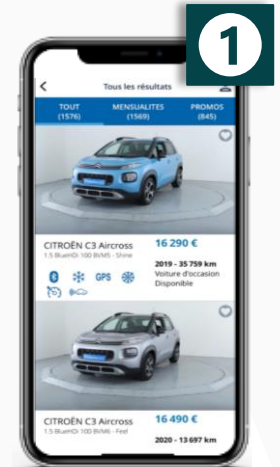 1
Tous les résultats
TOUT
(1576)
MENSUALITES
(1569)
PROMOS
(845)
CITROËN C3 Aircross
16 290 €
1.5 BlueHDi 100 BVM5 - Shine
2019 - 35 759 km
Voiture d'occasion
Disponible
GPS
CITROËN C3 Aircross
16 490 €
1.5 BlueHDi 100 BVM6 - Feel
2020 - 13 697 km